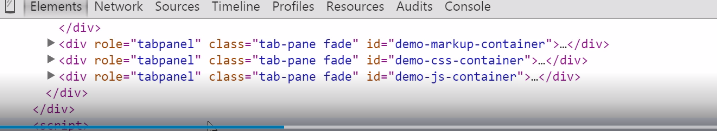 Elements Network Sources Timeline Profiles Resources Audits Console
</div>
<div role="tabpanel" class="tab-pane fade" id="demo-markup-container">…</div>
<div role="tabpanel" class="tab-pane fade" id="demo-css-container">…</div>
<div role="tabpanel" class="tab-pane fade" id="demo-js-container">…</div>
</div>
</div>
<script>